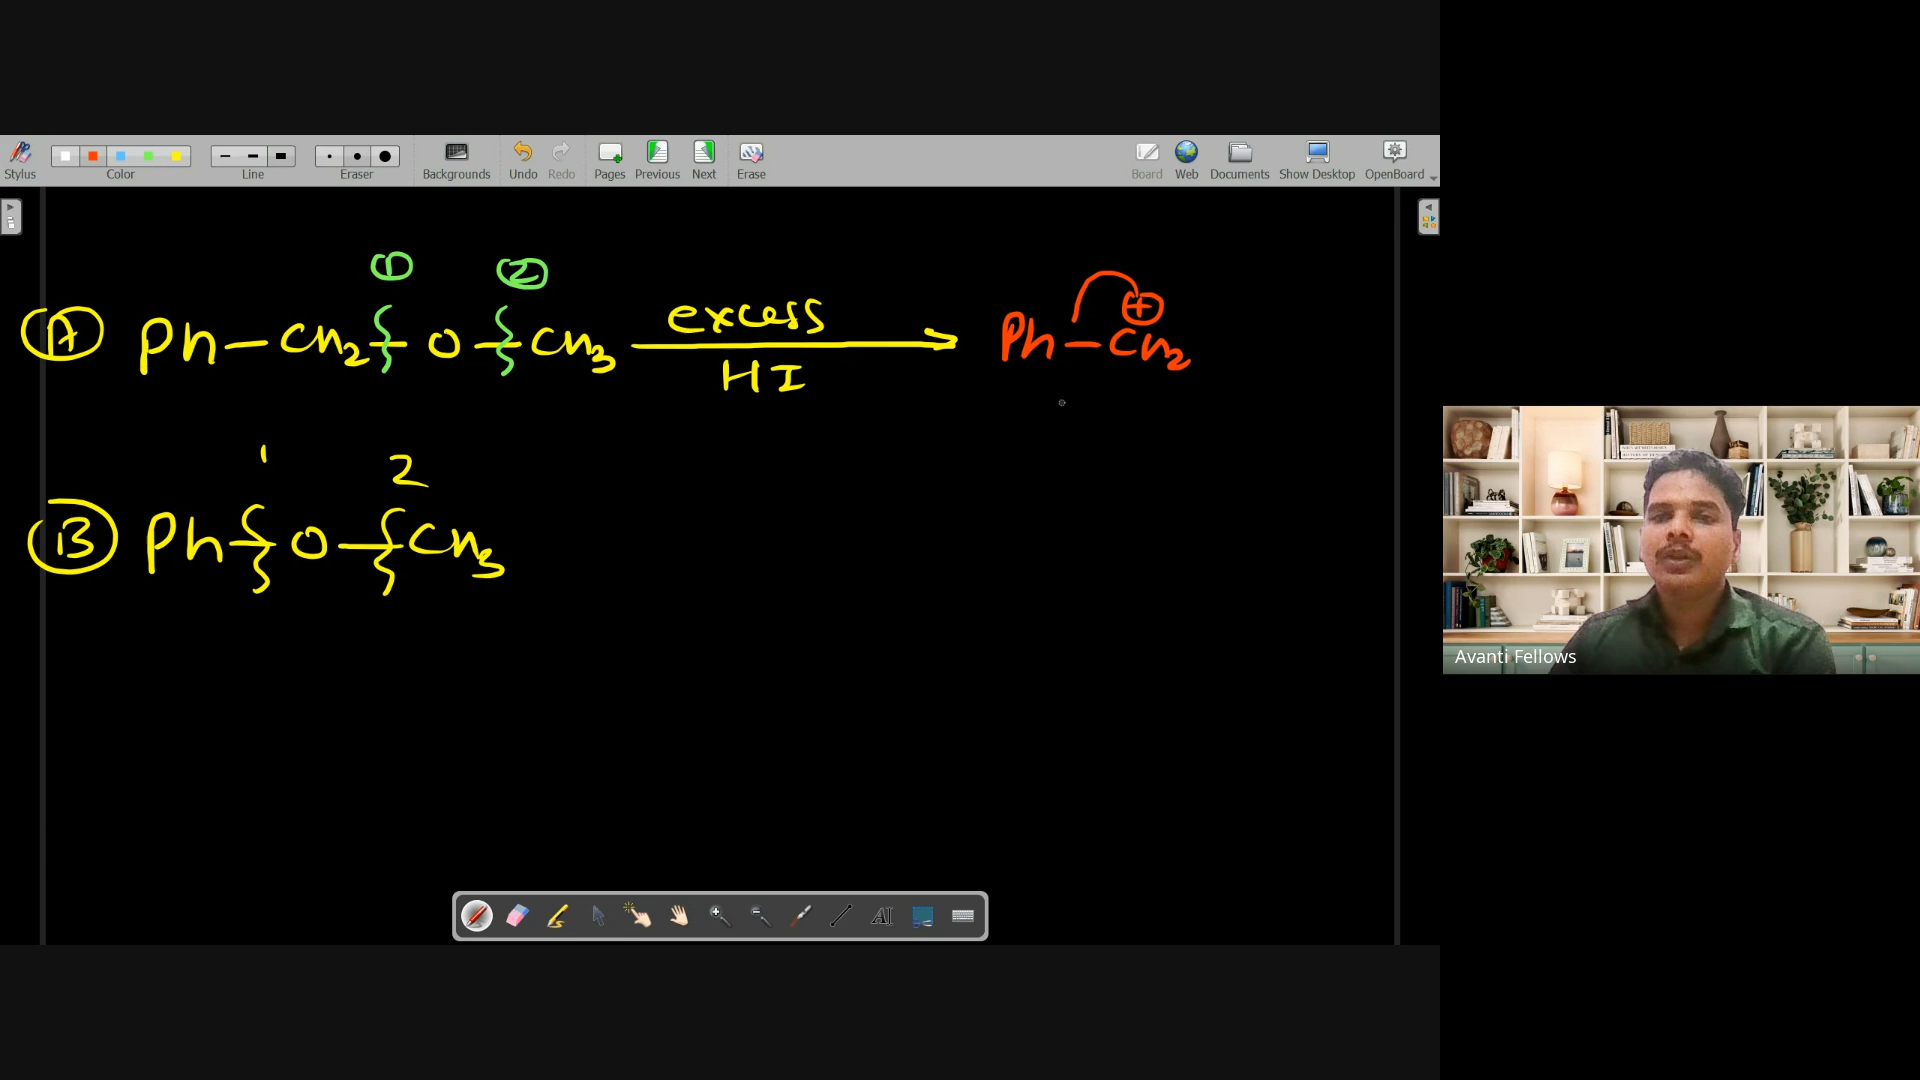 Stylus Color Line Eraser Backgrounds Undo Redo Pages Previous Next Erase Board Web Documents Show Desktop OpenBoard
① ②
Ⓐ Ph—CH₂—O—CH₃ excess HI Ph—CH₂ ⊕
1 2
Ⓑ Ph—O—CH₃
Avanti Fellows
AI